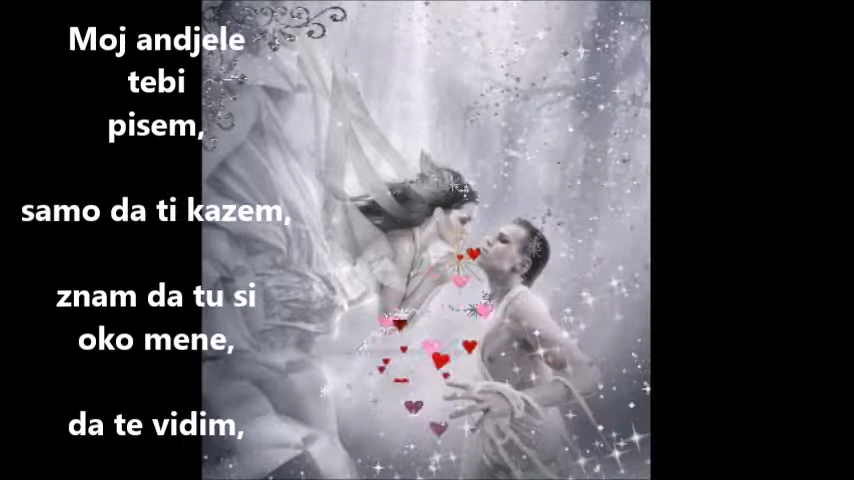 Moj andjele
tebi
pisem,
samo da ti kazem,
znam da tu si
oko mene,
da te vidim,